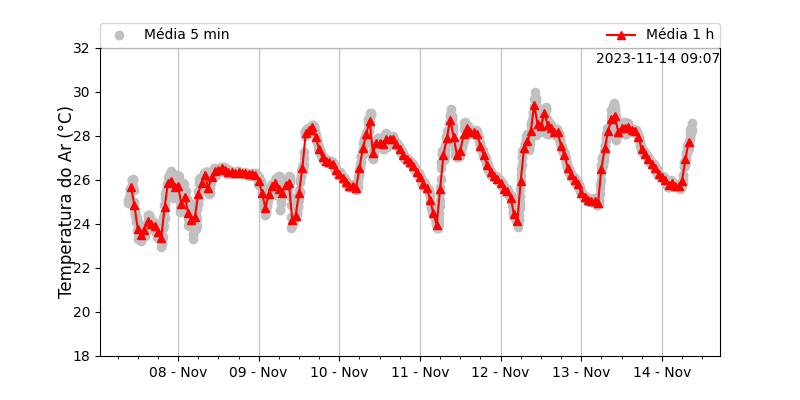 Média 5 min
Média 1 h
2023-11-14 09:07
Temperatura do Ar (°C)
32
30
28
26
24
22
20
18
08 - Nov
09 - Nov
10 - Nov
11 - Nov
12 - Nov
13 - Nov
14 - Nov